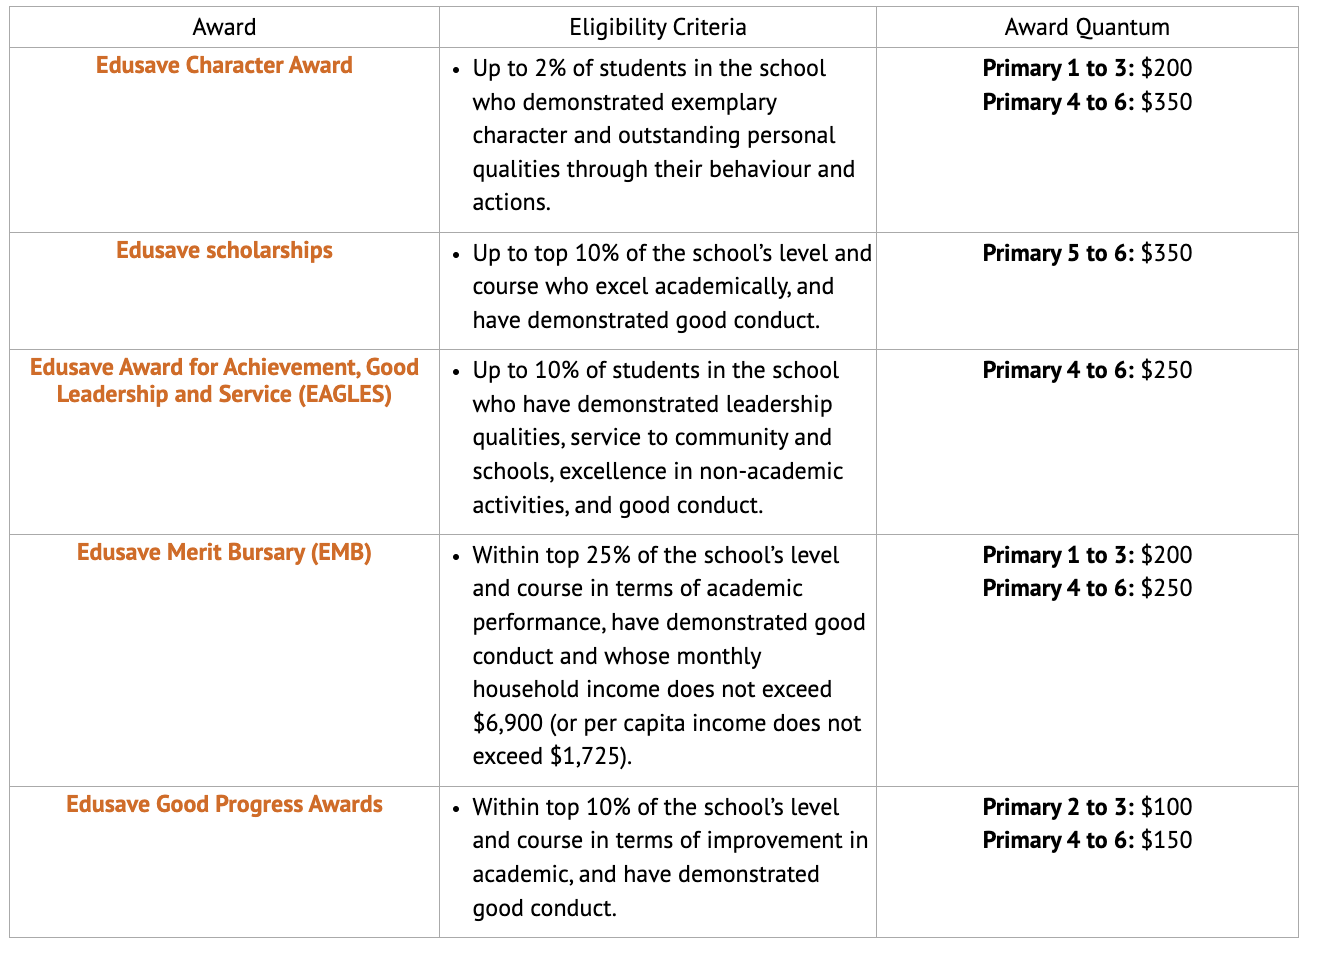 Award
Eligibility Criteria
Award Quantum
Edusave Character Award
• Up to 2% of students in the school
who demonstrated exemplary
character and outstanding personal
qualities through their behaviour and
actions.
Primary 1 to 3: $200
Primary 4 to 6: $350
Edusave scholarships
• Up to top 10% of the school’s level and
course who excel academically, and
have demonstrated good conduct.
Primary 5 to 6: $350
Edusave Award for Achievement, Good
Leadership and Service (EAGLES)
• Up to 10% of students in the school
who have demonstrated leadership
qualities, service to community and
schools, excellence in non-academic
activities, and good conduct.
Primary 4 to 6: $250
Edusave Merit Bursary (EMB)
• Within top 25% of the school’s level
and course in terms of academic
performance, have demonstrated good
conduct and whose monthly
household income does not exceed
$6,900 (or per capita income does not
exceed $1,725).
Primary 1 to 3: $200
Primary 4 to 6: $250
Edusave Good Progress Awards
• Within top 10% of the school’s level
and course in terms of improvement in
academic, and have demonstrated
good conduct.
Primary 2 to 3: $100
Primary 4 to 6: $150